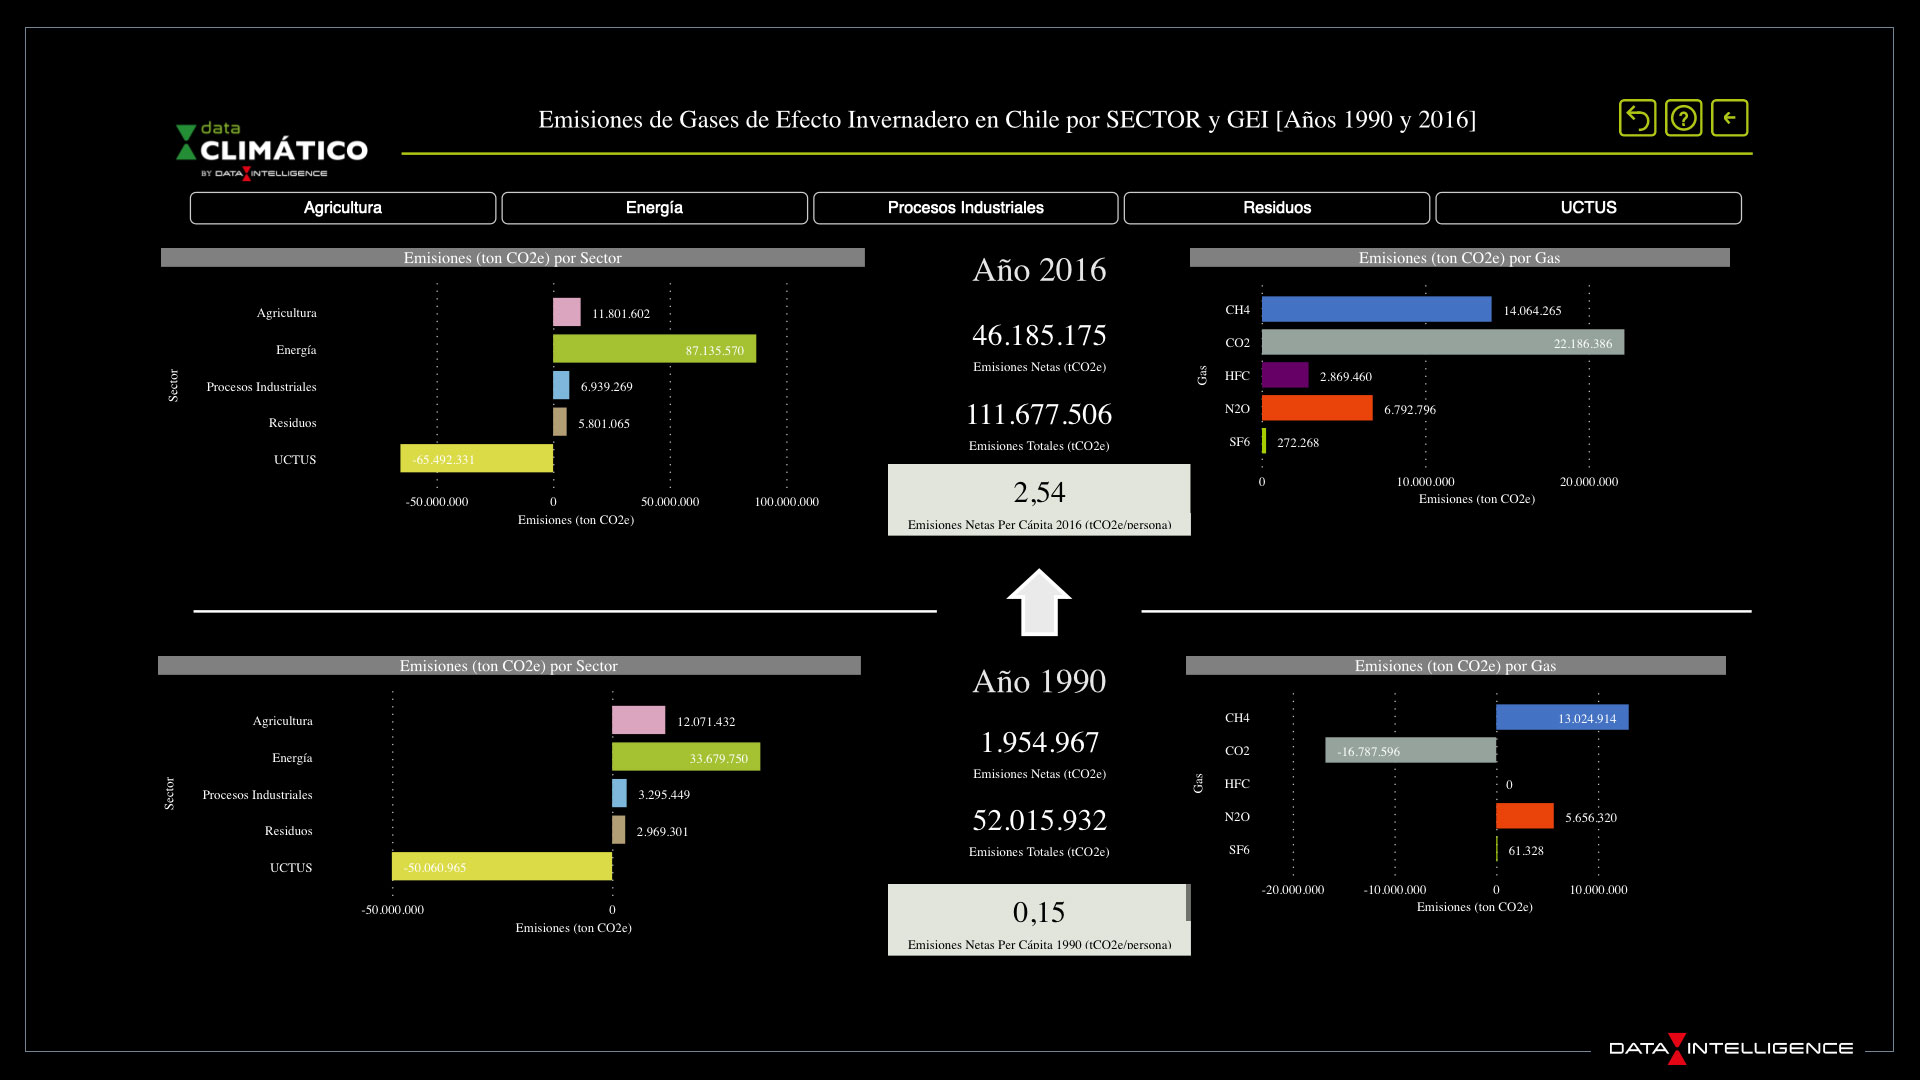 data
CLIMÁTICO
BY DATA INTELLIGENCE
Emisiones de Gases de Efecto Invernadero en Chile por SECTOR y GEI [Años 1990 y 2016]
?
Agricultura
Energía
Procesos Industriales
Residuos
UCTUS
Emisiones (ton CO2e) por Sector
Sector
Agricultura
11.801.602
Energía
87.135.570
Procesos Industriales
6.939.269
Residuos
5.801.065
UCTUS
-65.492.331
-50.000.000
0
50.000.000
100.000.000
Emisiones (ton CO2e)
Año 2016
46.185.175
Emisiones Netas (tCO2e)
111.677.506
Emisiones Totales (tCO2e)
2,54
Emisiones Netas Per Cápita 2016 (tCO2e/persona)
Emisiones (ton CO2e) por Gas
Gas
CH4
14.064.265
CO2
22.186.386
HFC
2.869.460
N2O
6.792.796
SF6
272.268
0
10.000.000
20.000.000
Emisiones (ton CO2e)
Emisiones (ton CO2e) por Sector
Sector
Agricultura
12.071.432
Energía
33.679.750
Procesos Industriales
3.295.449
Residuos
2.969.301
UCTUS
-50.060.965
-50.000.000
0
Emisiones (ton CO2e)
Año 1990
1.954.967
Emisiones Netas (tCO2e)
52.015.932
Emisiones Totales (tCO2e)
0,15
Emisiones Netas Per Cápita 1990 (tCO2e/persona)
Emisiones (ton CO2e) por Gas
Gas
CH4
13.024.914
CO2
-16.787.596
HFC
0
N2O
5.656.320
SF6
61.328
-20.000.000
-10.000.000
0
10.000.000
Emisiones (ton CO2e)
DATA INTELLIGENCE